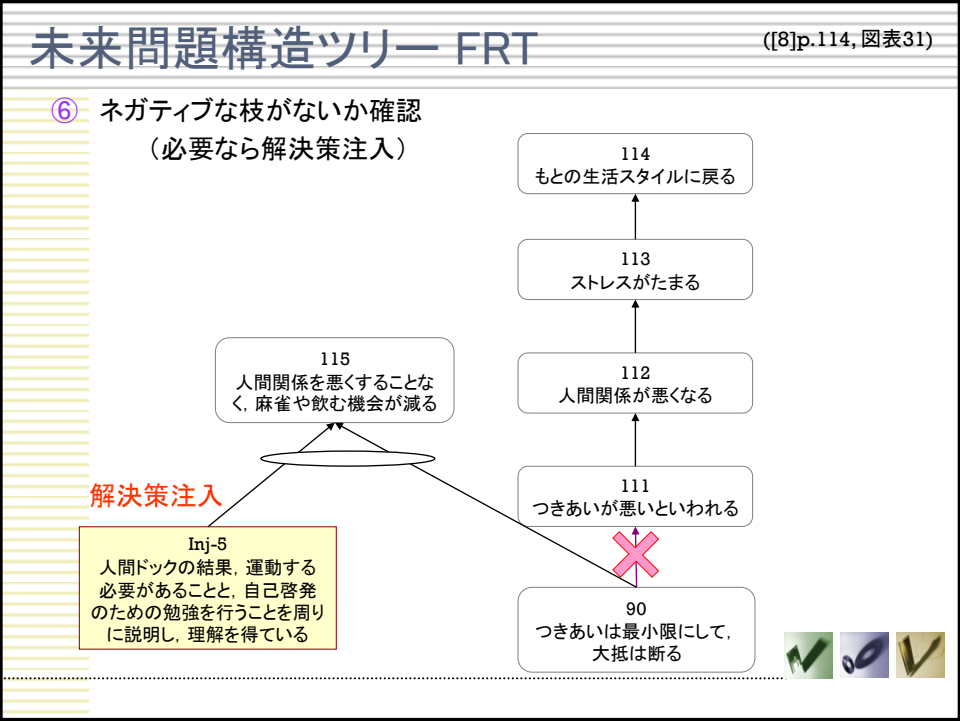 未来問題構造ツリー FRT
([8]p.114, 図表31)
⑥ ネガティブな枝がないか確認
(必要なら解決策注入)
114
もとの生活スタイルに戻る
113
ストレスがたまる
115
人間関係を悪くすることな
く, 麻雀や飲む機会が減る
112
人間関係が悪くなる
111
つきあいが悪いといわれる
解決策注入
Inj-5
人間ドックの結果, 運動する
必要があることと, 自己啓発
のための勉強を行うことを周り
に説明し, 理解を得ている
90
つきあいは最小限にして,
大抵は断る